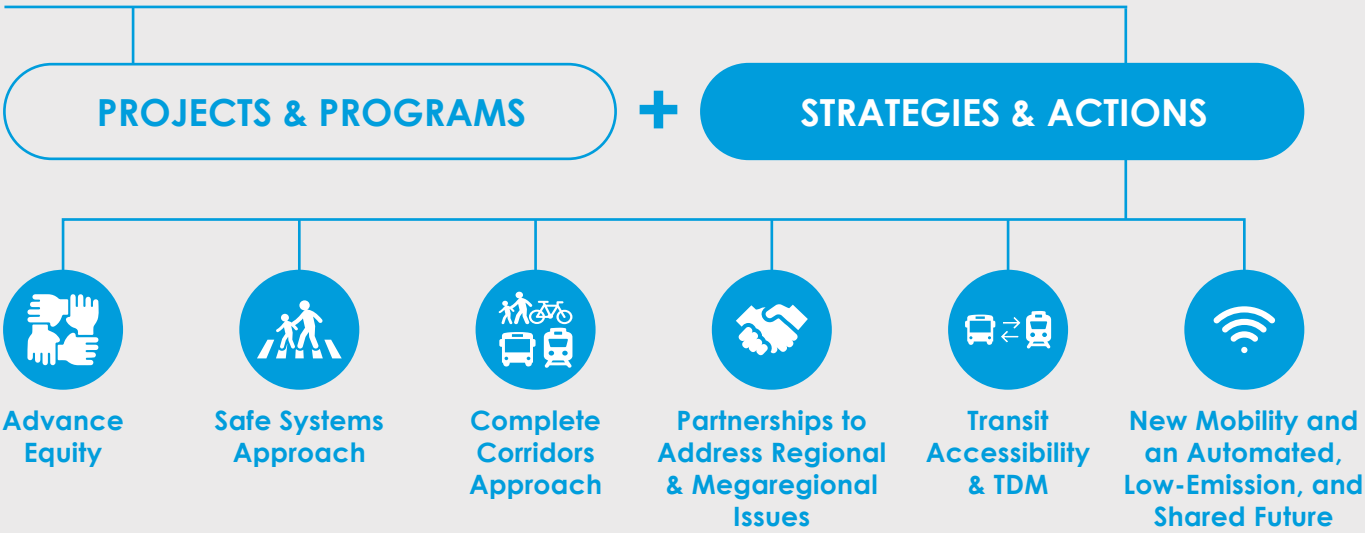 PROJECTS & PROGRAMS + STRATEGIES & ACTIONS
Advance
Equity
Safe Systems
Approach
Complete
Corridors
Approach
Partnerships to
Address Regional
& Megaregional
Issues
Transit
Accessibility
& TDM
New Mobility and
an Automated,
Low-Emission, and
Shared Future